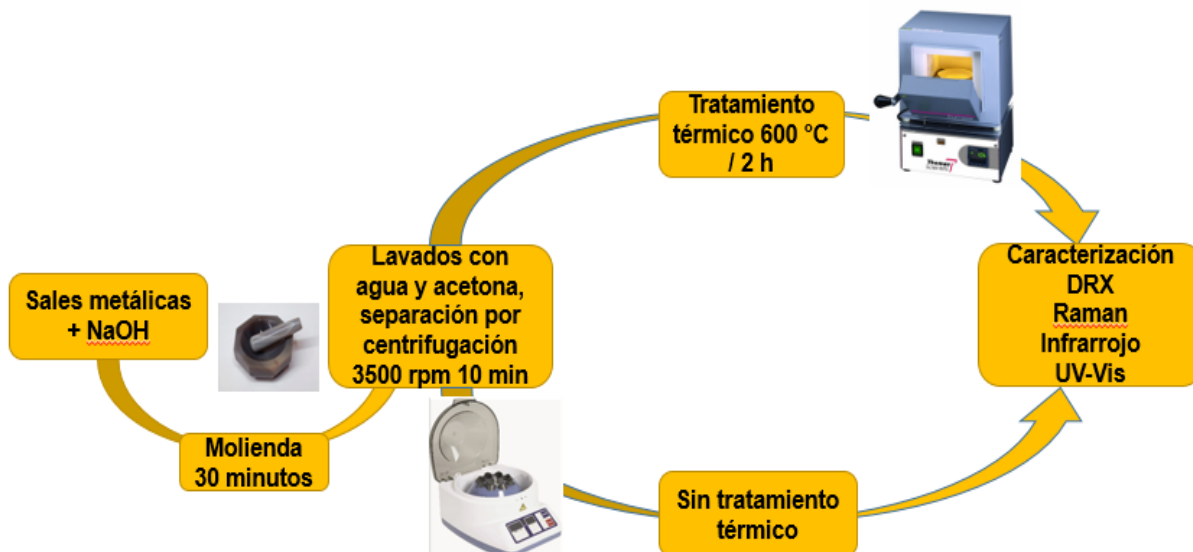 Sales metálicas
+ NaOH
Molienda
30 minutos
Lavados con
agua y acetona,
separación por
centrifugación
3500 rpm 10 min
Tratamiento
térmico 600 °C
/ 2 h
Thermo
Sin tratamiento
térmico
Caracterización
DRX
Raman
Infrarrojo
UV-Vis